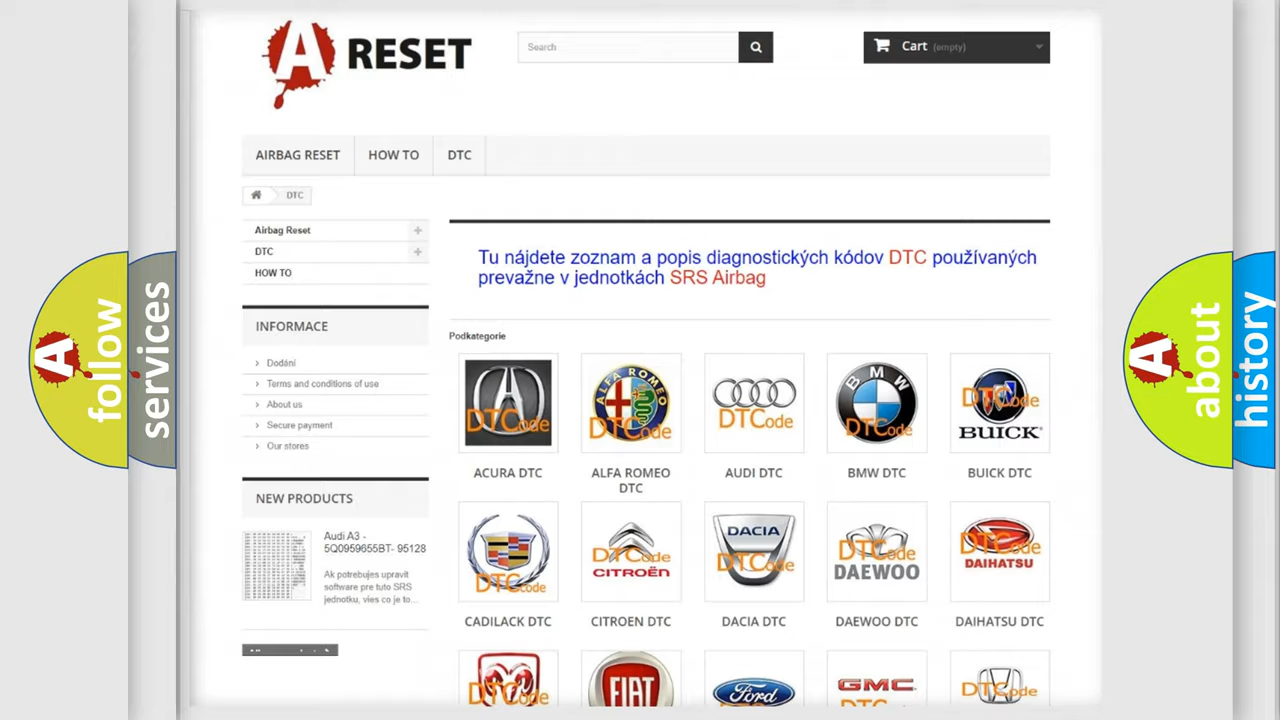 A RESET
Search
Cart (empty)
AIRBAG RESET
HOW TO
DTC
DTC
Airbag Reset
DTC
HOW TO
INFORMACE
Dodání
Terms and conditions of use
About us
Secure payment
Our stores
NEW PRODUCTS
Audi A3 -
5Q0959655BT- 95128
Ak potrebujes upravit
software pre tuto SRS
jednotku, vies co je to...
Tu nájdete zoznam a popis diagnostických kódov DTC používaných
prevažne v jednotkách SRS Airbag
Podkategorie
DTCode
ALFA ROMEO
DTCode
DTCode
BMW
DTCode
DTCode
BUICK
ACURA DTC
ALFA ROMEO
DTC
AUDI DTC
BMW DTC
BUICK DTC
DTCode
DTCode
CITROËN
DACIA
DTCode
DTCode
DAEWOO
DTCode
DAIHATSU
CADILACK DTC
CITROEN DTC
DACIA DTC
DAEWOO DTC
DAIHATSU DTC
DTCode
FIAT
Ford
GMC
DTCode
A follow
services
A about
history